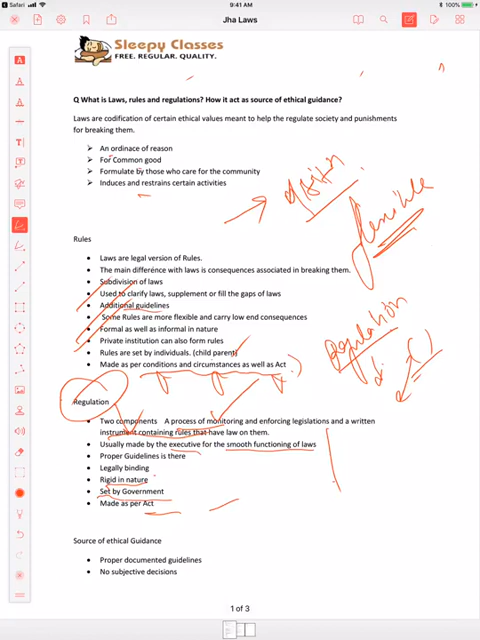 Safari
9:41 AM
100%
Jha Laws
Sleepy Classes
FREE. REGULAR. QUALITY.
Q What is Laws, rules and regulations? How it act as source of ethical guidance?
Laws are codification of certain ethical values meant to help the regulate society and punishments
for breaking them.
An ordinace of reason
For Common good
Formulate by those who care for the community
Induces and restrains certain activities
flexible
Rules
Laws are legal version of Rules.
The main difference with laws is consequences associated in breaking them.
Subdivision of laws
Used to clarify laws, supplement or fill the gaps of laws
Additional guidelines
Some Rules are more flexible and carry low end consequences
Formal as well as informal in nature
Private institution can also form rules
Rules are set by individuals. (child parent)
Made as per conditions and circumstances as well as Act
Regulation
Regulation
Two components A process of monitoring and enforcing legislations and a written
instrument containing rules that have law on them.
Usually made by the executive for the smooth functioning of laws
Proper Guidelines is there
Legally binding
Rigid in nature
Set by Government
Made as per Act
Source of ethical Guidance
Proper documented guidelines
No subjective decisions
1 of 3